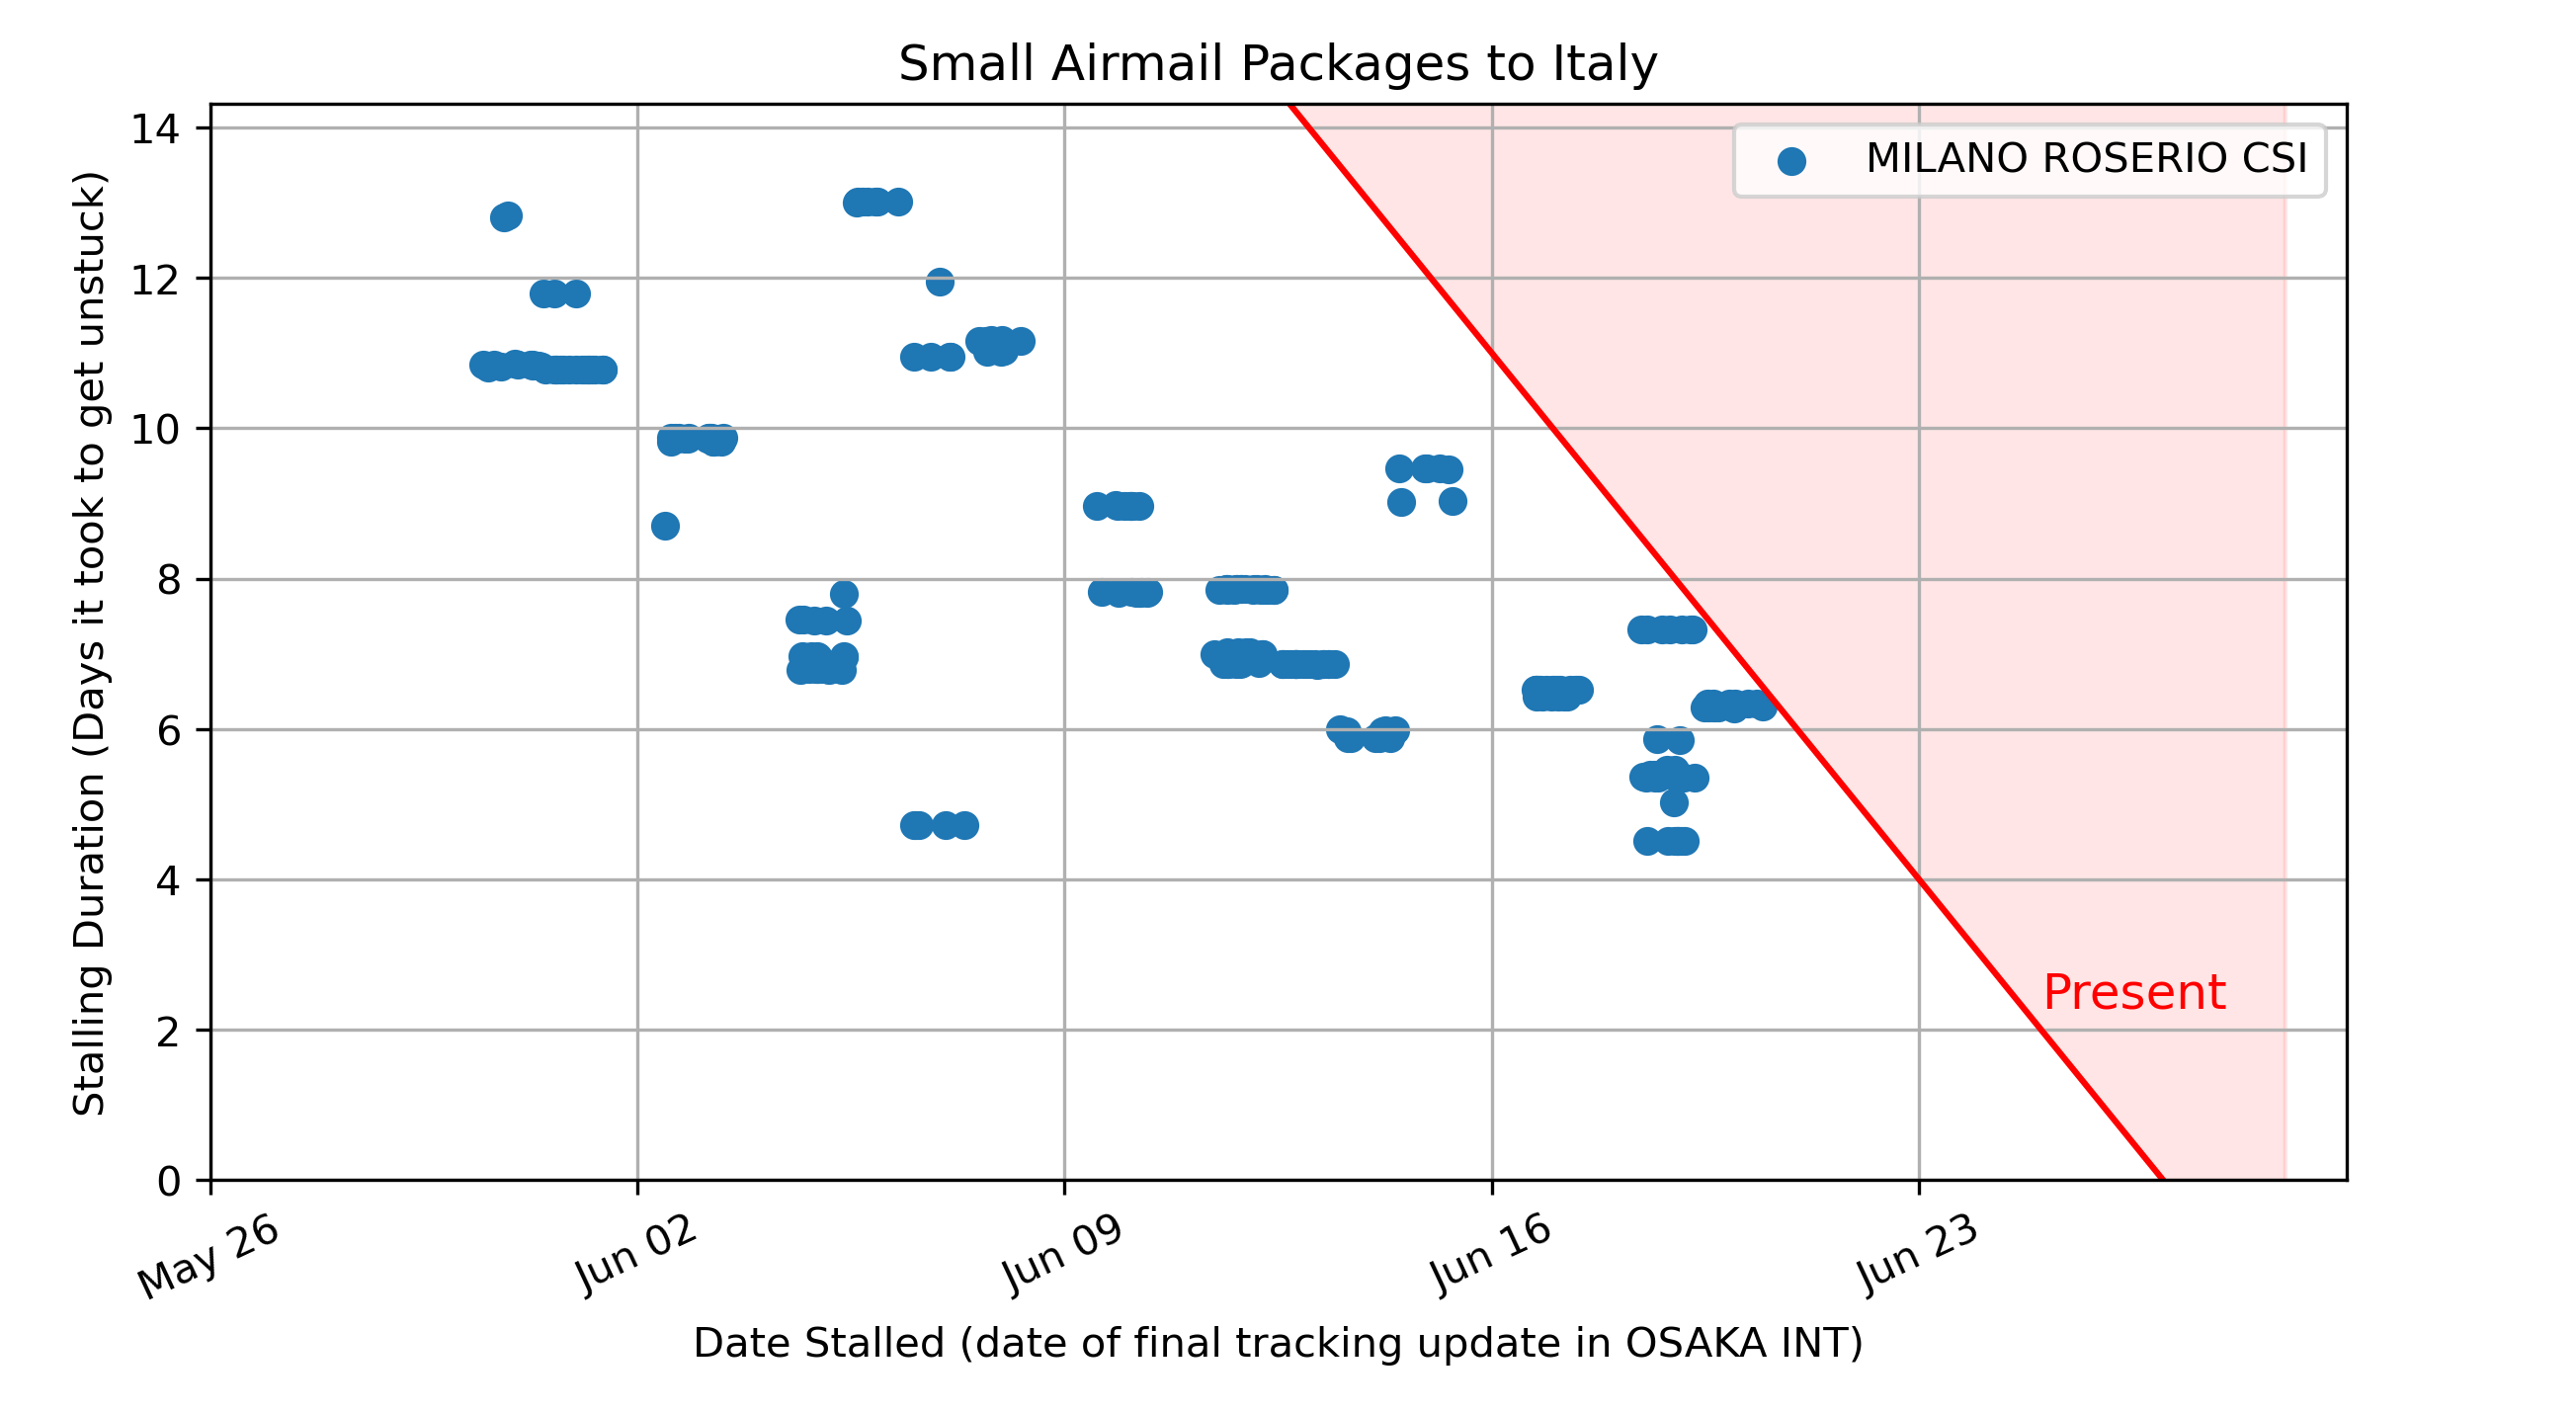 Small Airmail Packages to Italy
MILANO ROSERIO CSI
Stalling Duration (Days it took to get unstuck)
14
12
10
8
6
4
2
0
Present
May 26
Jun 02
Jun 09
Jun 16
Jun 23
Date Stalled (date of final tracking update in OSAKA INT)